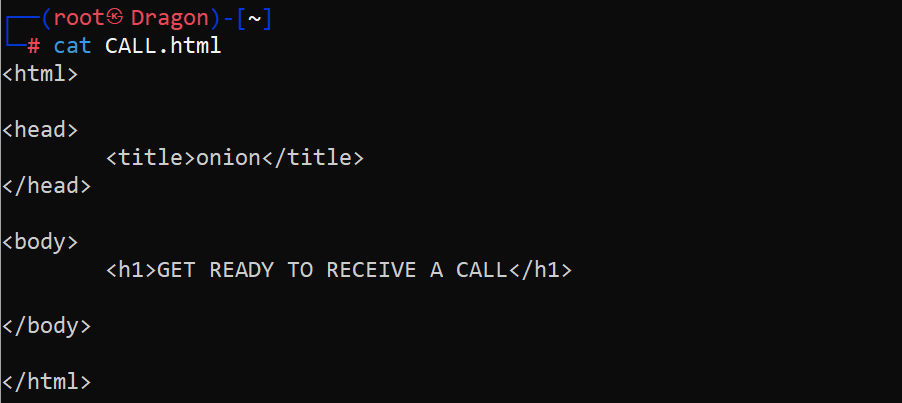 ┌──(root㉿Dragon)-[~]
└─# cat CALL.html
<html>
<head>
<title>onion</title>
</head>
<body>
<h1>GET READY TO RECEIVE A CALL</h1>
</body>
</html>